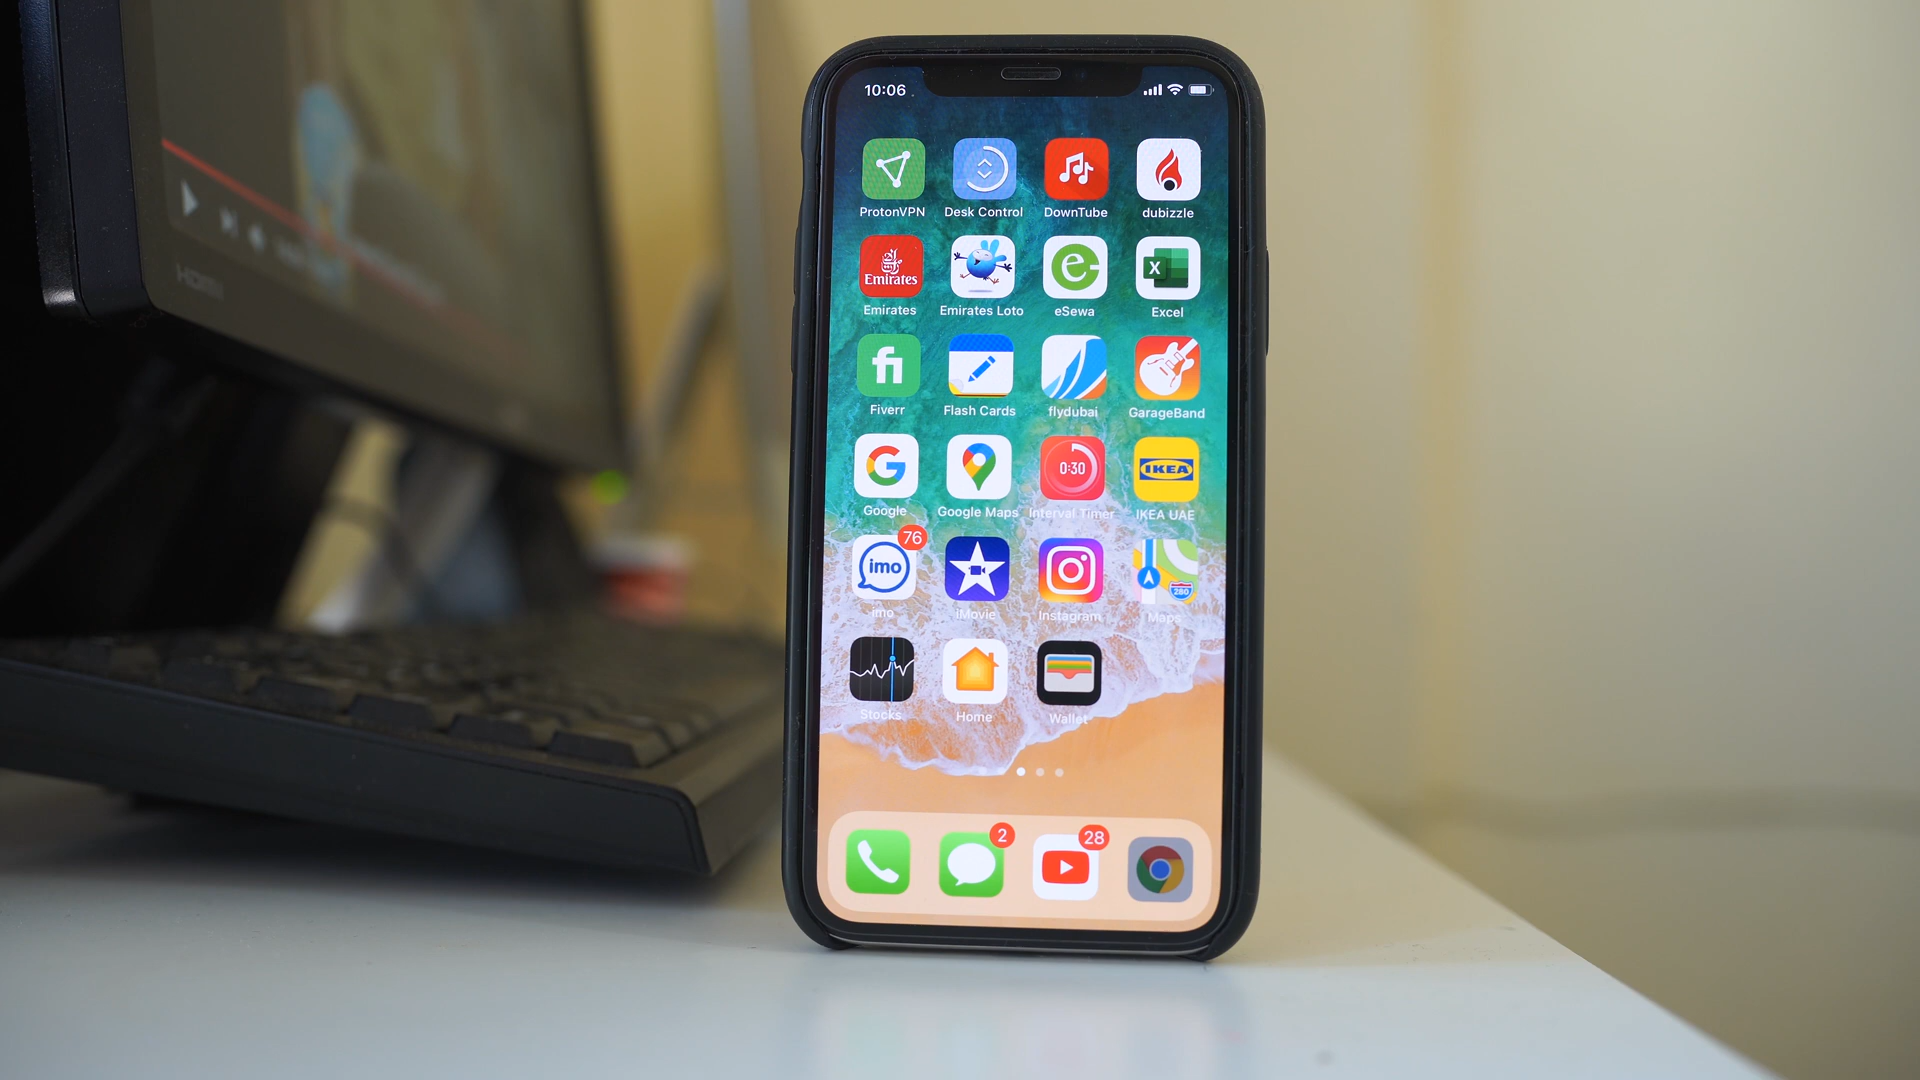 10:06
ProtonVPN Desk Control DownTube dubizzle
Emirates
Emirates Emirates Loto eSewa Excel
fi
Fiverr Flash Cards flydubai GarageBand
G
0:30
IKEA
Google Google Maps Interval Timer IKEA UAE
76
imo
280
imo iMovie Instagram Maps
Stocks Home Wallet
2
28
HDMI